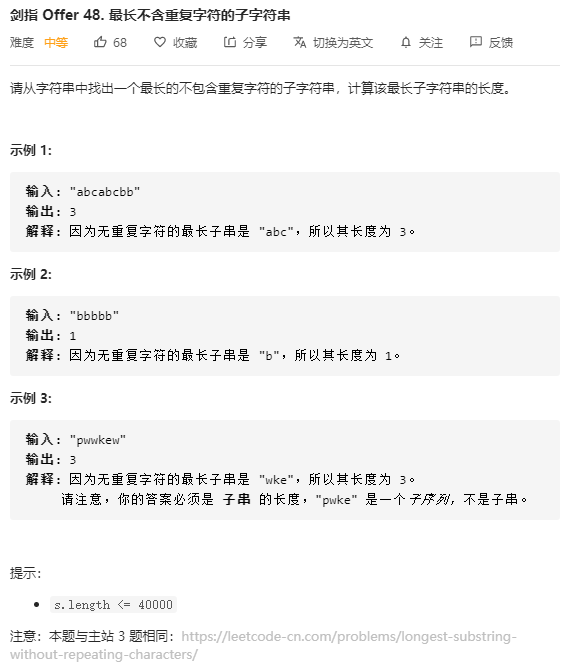 剑指 Offer 48. 最长不含重复字符的子字符串
难度 中等 68 收藏 分享 切换为英文 关注 反馈
请从字符串中找出一个最长的不包含重复字符的子字符串，计算该最长子字符串的长度。
示例 1:
输入: "abcabcbb"
输出: 3
解释: 因为无重复字符的最长子串是 "abc"，所以其长度为 3。
示例 2:
输入: "bbbbb"
输出: 1
解释: 因为无重复字符的最长子串是 "b"，所以其长度为 1。
示例 3:
输入: "pwwkew"
输出: 3
解释: 因为无重复字符的最长子串是 "wke"，所以其长度为 3。
请注意，你的答案必须是 子串 的长度，"pwke" 是一个子序列，不是子串。
提示：
• s.length <= 40000
注意：本题与主站 3 题相同：https://leetcode-cn.com/problems/longest-substring-
without-repeating-characters/